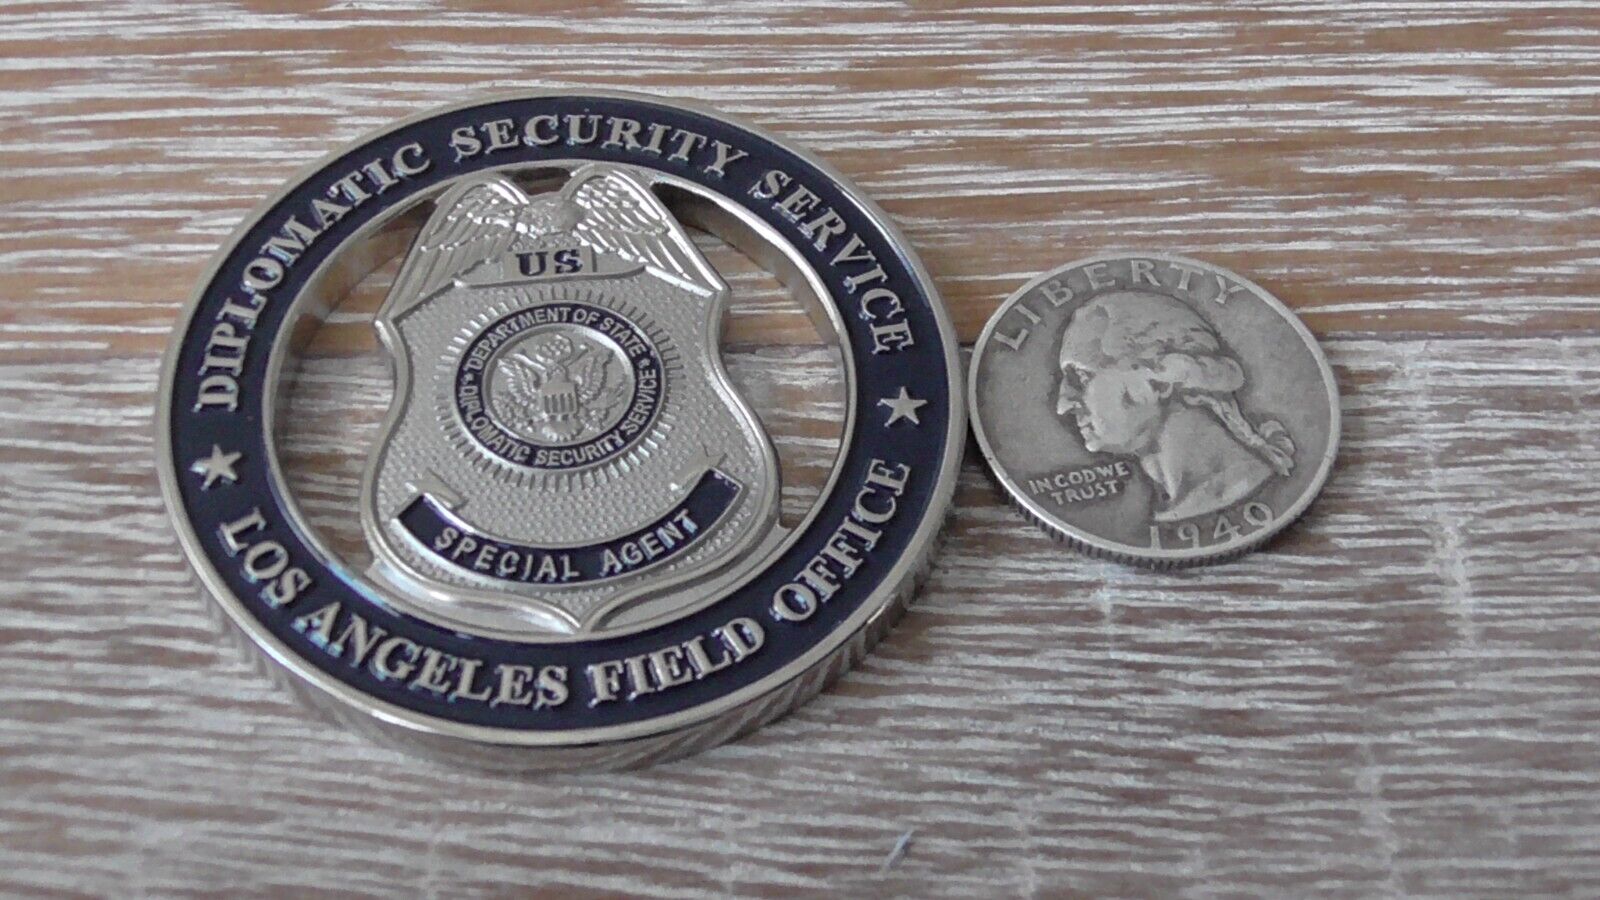 DIPLOMATIC SECURITY SERVICE
US
DEPARTMENT OF STATE
DIPLOMATIC SECURITY SERVICE
SPECIAL AGENT
LOS ANGELES FIELD OFFICE
LIBERTY
IN GOD WE
TRUST
1940